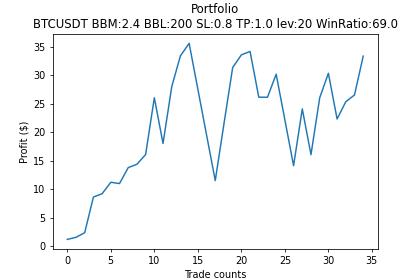 Portfolio
BTCUSDT BBM:2.4 BBL:200 SL:0.8 TP:1.0 lev:20 WinRatio:69.0
35
30
25
20
15
10
5
0
Profit ($)
0 5 10 15 20 25 30 35
Trade counts